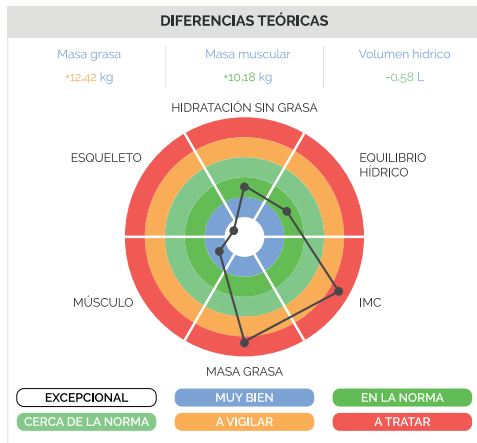 DIFERENCIAS TEÓRICAS
Masa grasa Masa muscular Volumen hídrico
+12,42 kg +10,18 kg -0,58 L
HIDRATACIÓN SIN GRASA
ESQUELETO EQUILIBRIO
HÍDRICO
MÚSCULO IMC
MASA GRASA
EXCEPCIONAL MUY BIEN EN LA NORMA
CERCA DE LA NORMA A VIGILAR A TRATAR